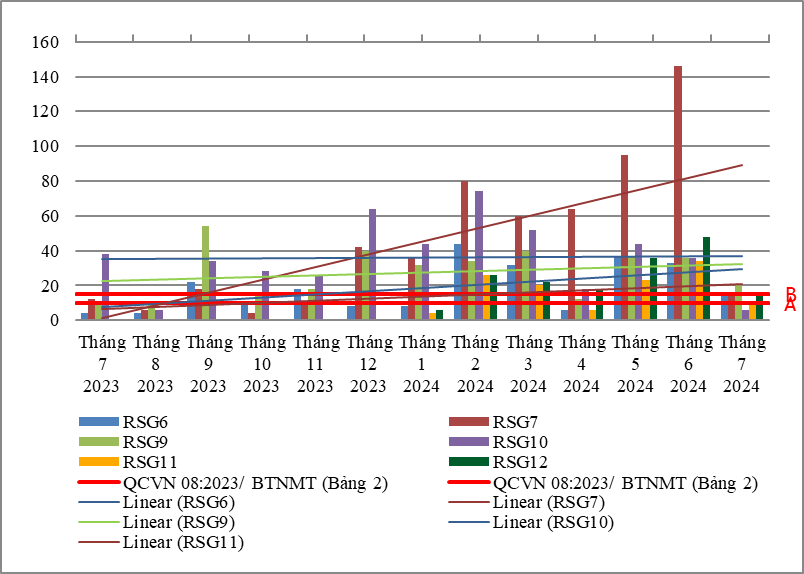 160
140
120
100
80
60
40
20
0
B
A
Tháng Tháng Tháng Tháng Tháng Tháng Tháng Tháng Tháng Tháng Tháng Tháng Tháng
7 8 9 10 11 12 1 2 3 4 5 6 7
2023 2023 2023 2023 2023 2023 2024 2024 2024 2024 2024 2024 2024
RSG6 RSG7
RSG9 RSG10
RSG11 RSG12
QCVN 08:2023/ BTNMT (Bảng 2) QCVN 08:2023/ BTNMT (Bảng 2)
Linear (RSG6) Linear (RSG7)
Linear (RSG9) Linear (RSG10)
Linear (RSG11)